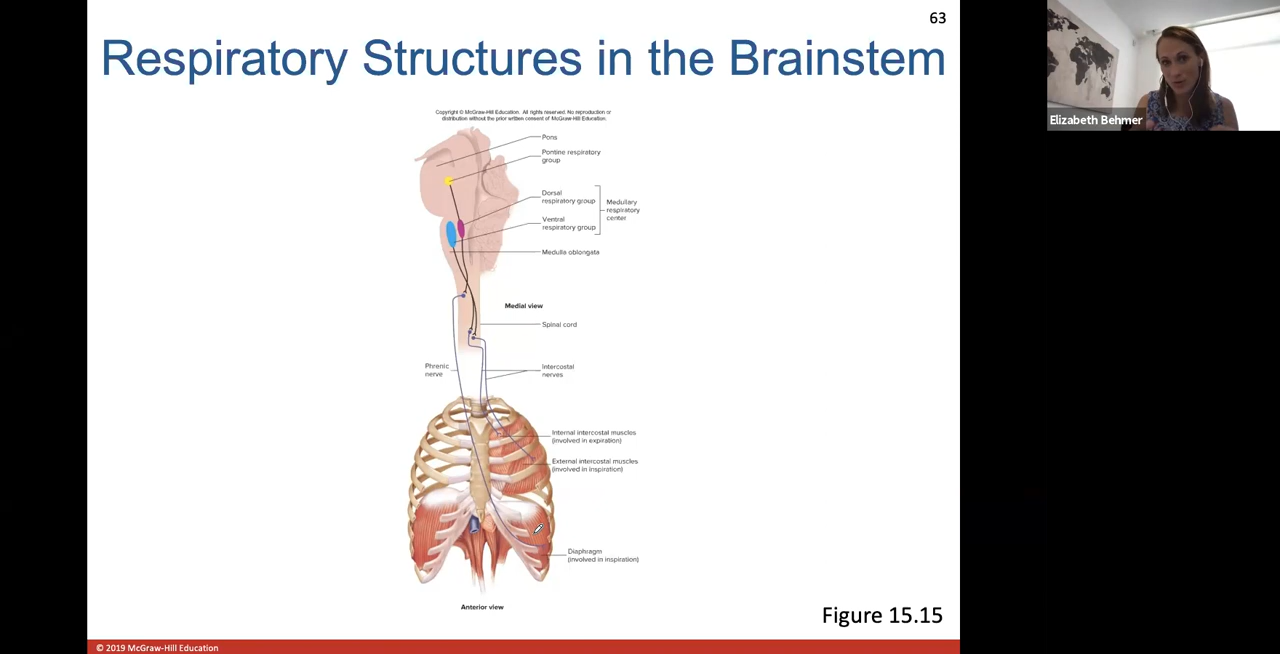 63
Respiratory Structures in the Brainstem
Elizabeth Behmer
Copyright © McGraw-Hill Education. All rights reserved. No reproduction or
distribution without the prior written consent of McGraw-Hill Education.
Pons
Pontine respiratory
group
Dorsal
respiratory group
Ventral
respiratory group
Medullary
respiratory
center
Medulla oblongata
Medial view
Spinal cord
Phrenic
nerve
Intercostal
nerves
Internal intercostal muscles
(involved in expiration)
External intercostal muscles
(involved in inspiration)
Diaphragm
(involved in inspiration)
Anterior view
Figure 15.15
© 2019 McGraw-Hill Education